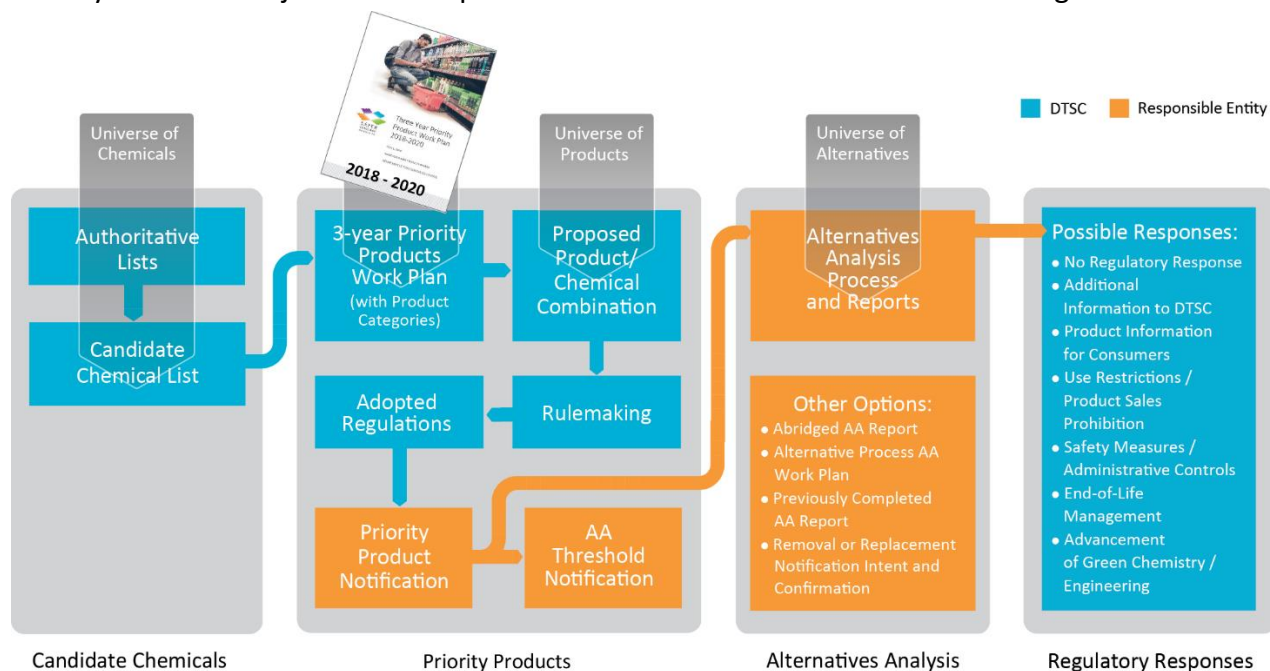 DTSC
Responsible Entity
Universe of
Chemicals
Authoritative
Lists
Candidate
Chemical List
Candidate Chemicals
Three Year Priority
Product Work Plan
2018-2020
2018 - 2020
Universe of
Products
3-year Priority
Products
Work Plan
(with Product
Categories)
Proposed
Product/
Chemical
Combination
Adopted
Regulations
Rulemaking
Priority
Product
Notification
AA
Threshold
Notification
Priority Products
Universe of
Alternatives
Alternatives
Analysis
Process
and Reports
Other Options:
● Abridged AA Report
● Alternative Process AA
Work Plan
● Previously Completed
AA Report
● Removal or Replacement
Notification Intent and
Confirmation
Alternatives Analysis
Possible Responses:
● No Regulatory Response
● Additional
Information to DTSC
● Product Information
for Consumers
● Use Restrictions /
Product Sales
Prohibition
● Safety Measures /
Administrative Controls
● End-of-Life
Management
● Advancement
of Green Chemistry /
Engineering
Regulatory Responses